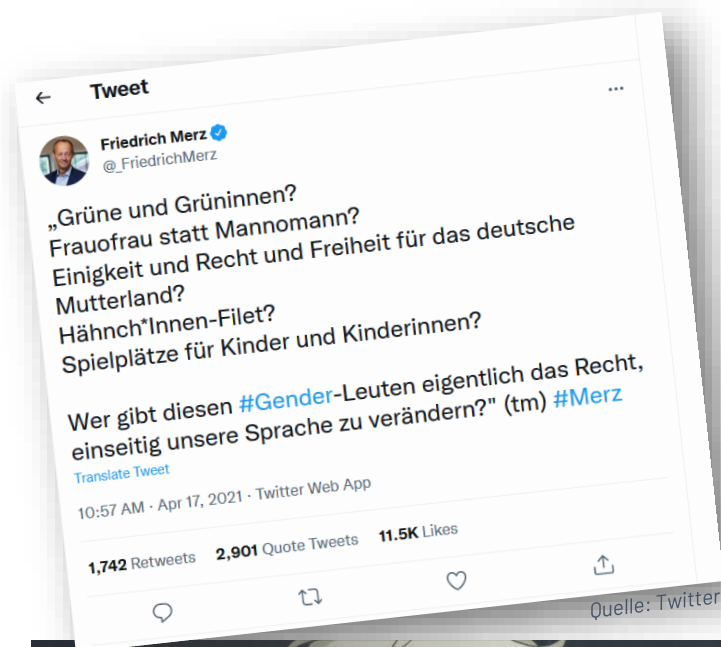 Tweet
Friedrich Merz
@_FriedrichMerz
„Grüne und Grüninnen?
Frauofrau statt Mannomann?
Einigkeit und Recht und Freiheit für das deutsche
Mutterland?
Hähnch*Innen-Filet?
Spielplätze für Kinder und Kinderinnen?
Wer gibt diesen #Gender-Leuten eigentlich das Recht,
einseitig unsere Sprache zu verändern?" (tm) #Merz
Translate Tweet
10:57 AM · Apr 17, 2021 · Twitter Web App
1,742 Retweets 2,901 Quote Tweets 11.5K Likes
Quelle: Twitter